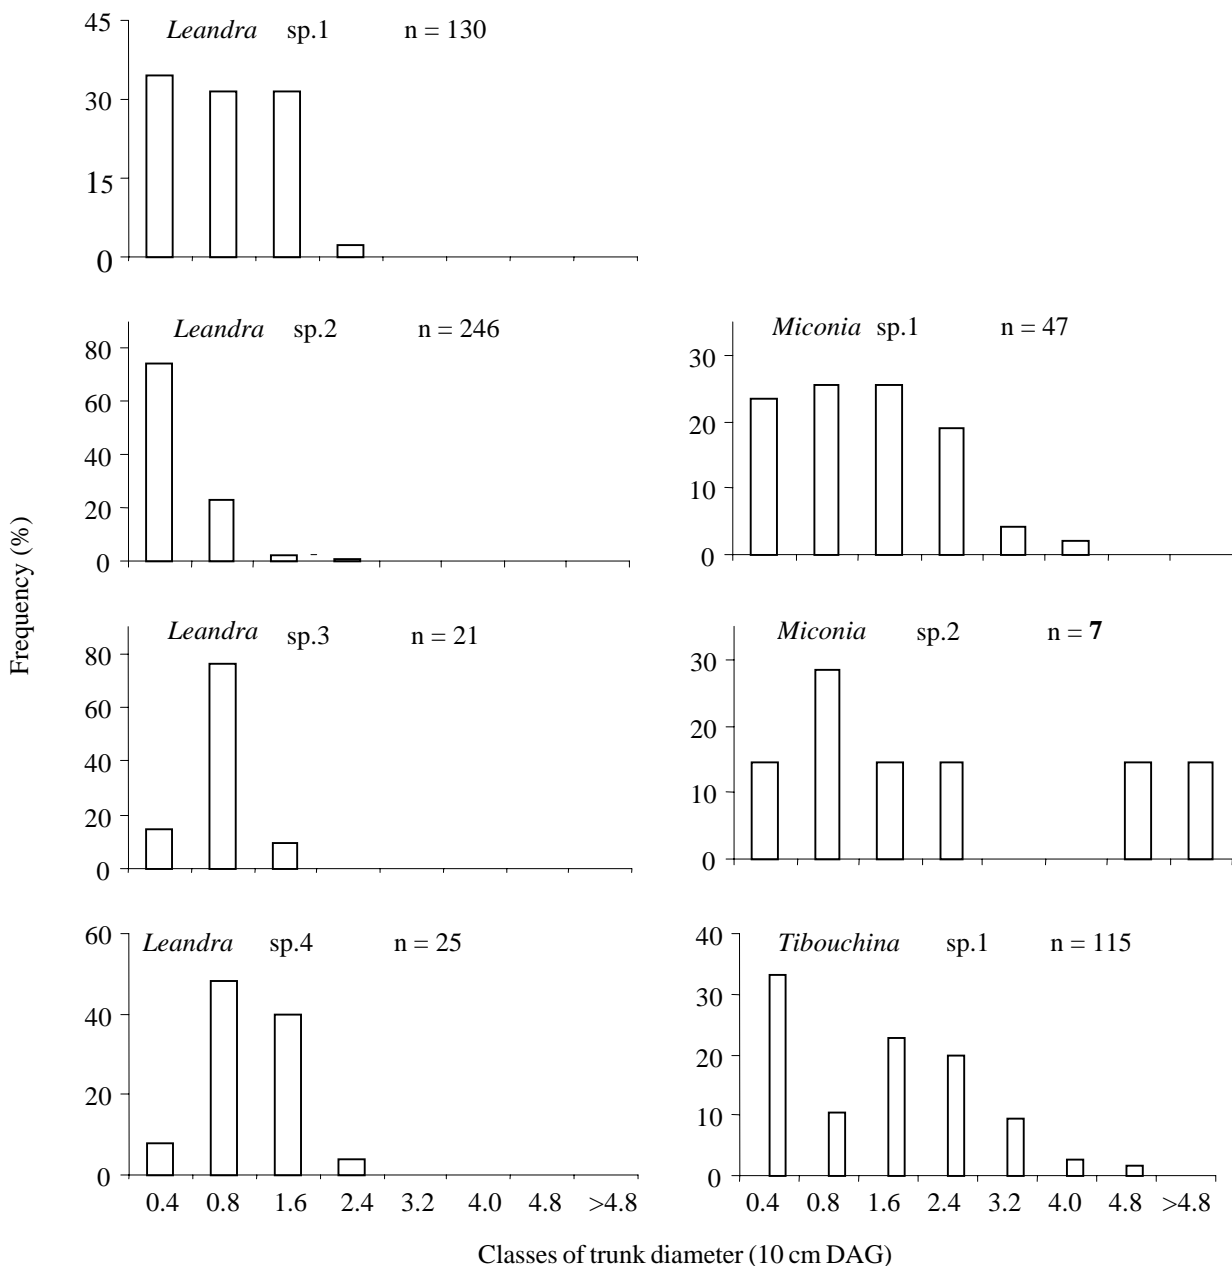 Leandra sp.1 n = 130
45
30
15
0
Leandra sp.2 n = 246
80
60
40
20
0
Miconia sp.1 n = 47
30
20
10
0
Frequency (%)
Leandra sp.3 n = 21
80
60
40
20
0
Miconia sp.2 n = 7
30
20
10
0
Leandra sp.4 n = 25
60
40
20
0
0.4 0.8 1.6 2.4 3.2 4.0 4.8 >4.8
Tibouchina sp.1 n = 115
40
30
20
10
0
0.4 0.8 1.6 2.4 3.2 4.0 4.8 >4.8
Classes of trunk diameter (10 cm DAG)